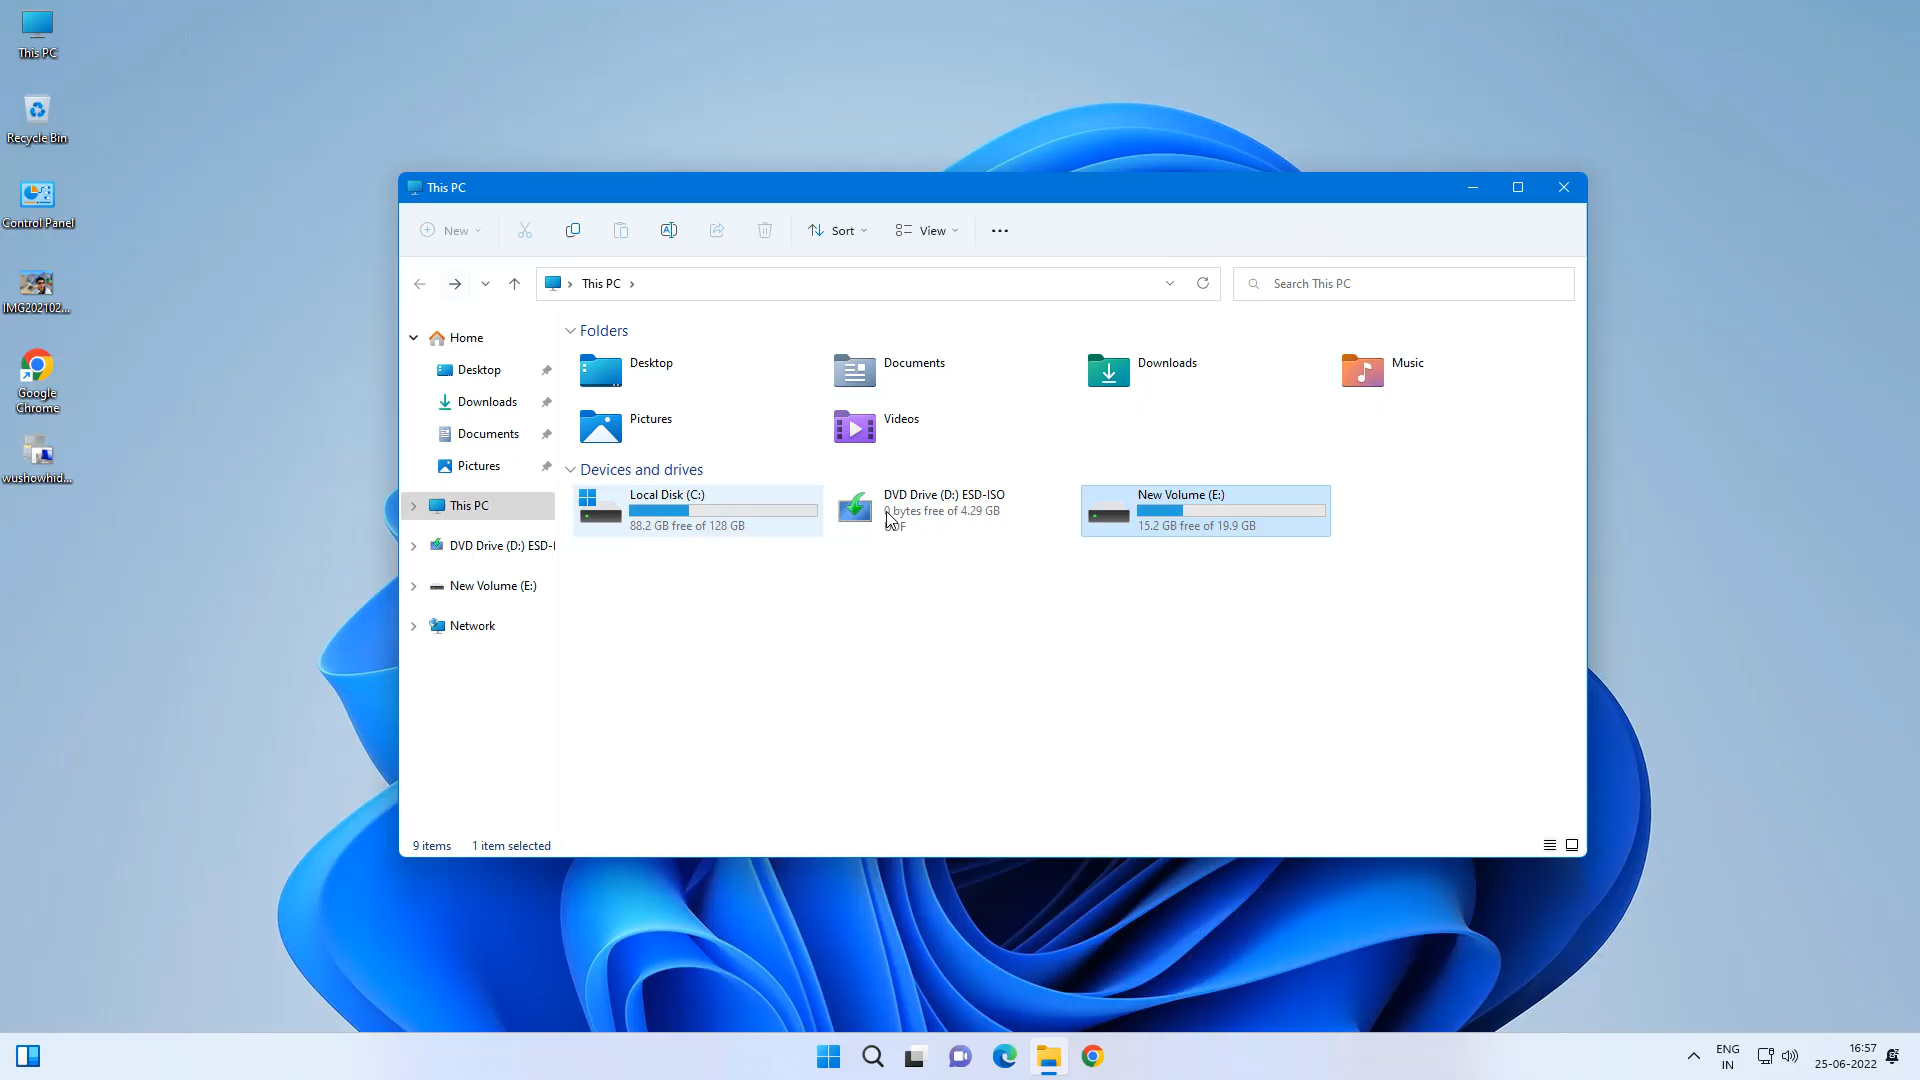 This PC
Recycle Bin
Control Panel
IMG202102...
Google
Chrome
wushowhid...
This PC
New
Sort
View
This PC
Search This PC
Home
Desktop
Downloads
Documents
Pictures
This PC
DVD Drive (D:) ESD-I
New Volume (E:)
Network
Folders
Desktop
Documents
Downloads
Music
Pictures
Videos
Devices and drives
Local Disk (C:)
88.2 GB free of 128 GB
DVD Drive (D:) ESD-ISO
0 bytes free of 4.29 GB
New Volume (E:)
15.2 GB free of 19.9 GB
9 items
1 item selected
ENG
IN
16:57
25-06-2022